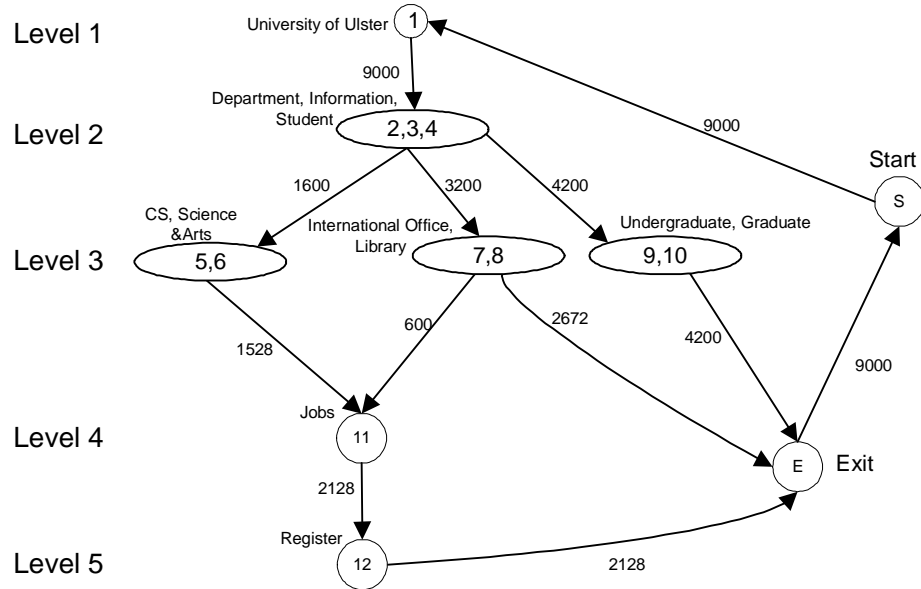 Level 1
University of Ulster
1
9000
Department, Information,
Student
Level 2
2,3,4
9000
Start
S
1600
3200
4200
CS, Science
&Arts
International Office,
Library
Undergraduate, Graduate
Level 3
5,6
7,8
9,10
1528
600
2672
4200
9000
Jobs
Level 4
11
E
Exit
2128
Register
Level 5
12
2128